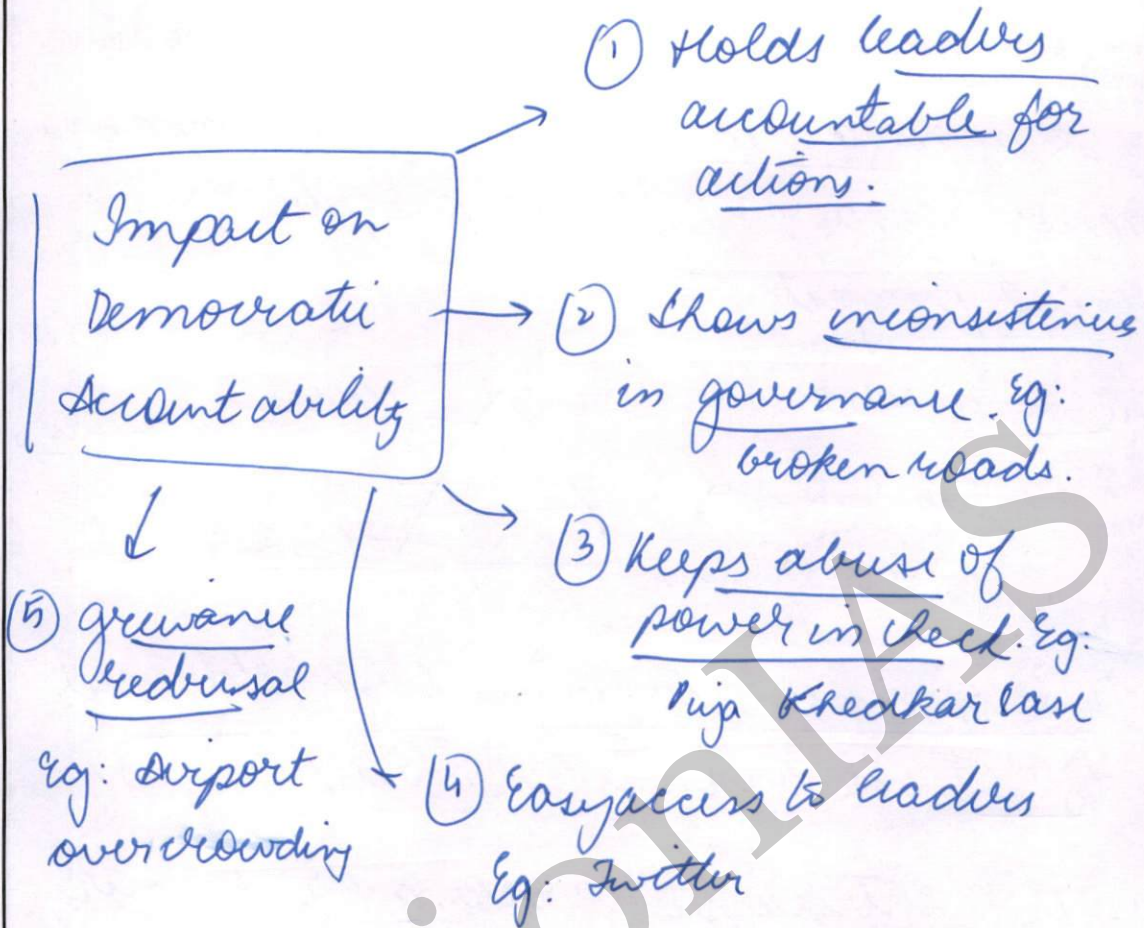 Impact on
Democratic
Accountability
① Holds leaders
accountable for
actions.
② Shows inconsistencies
in governance. Eg:
broken roads.
③ Keeps abuse of
power in check. Eg:
Puja Khedkar Case
④ Easy access to leaders
Eg: Twitter
⑤ grievance
redressal
Eg: Airport
overcrowding
onIAS